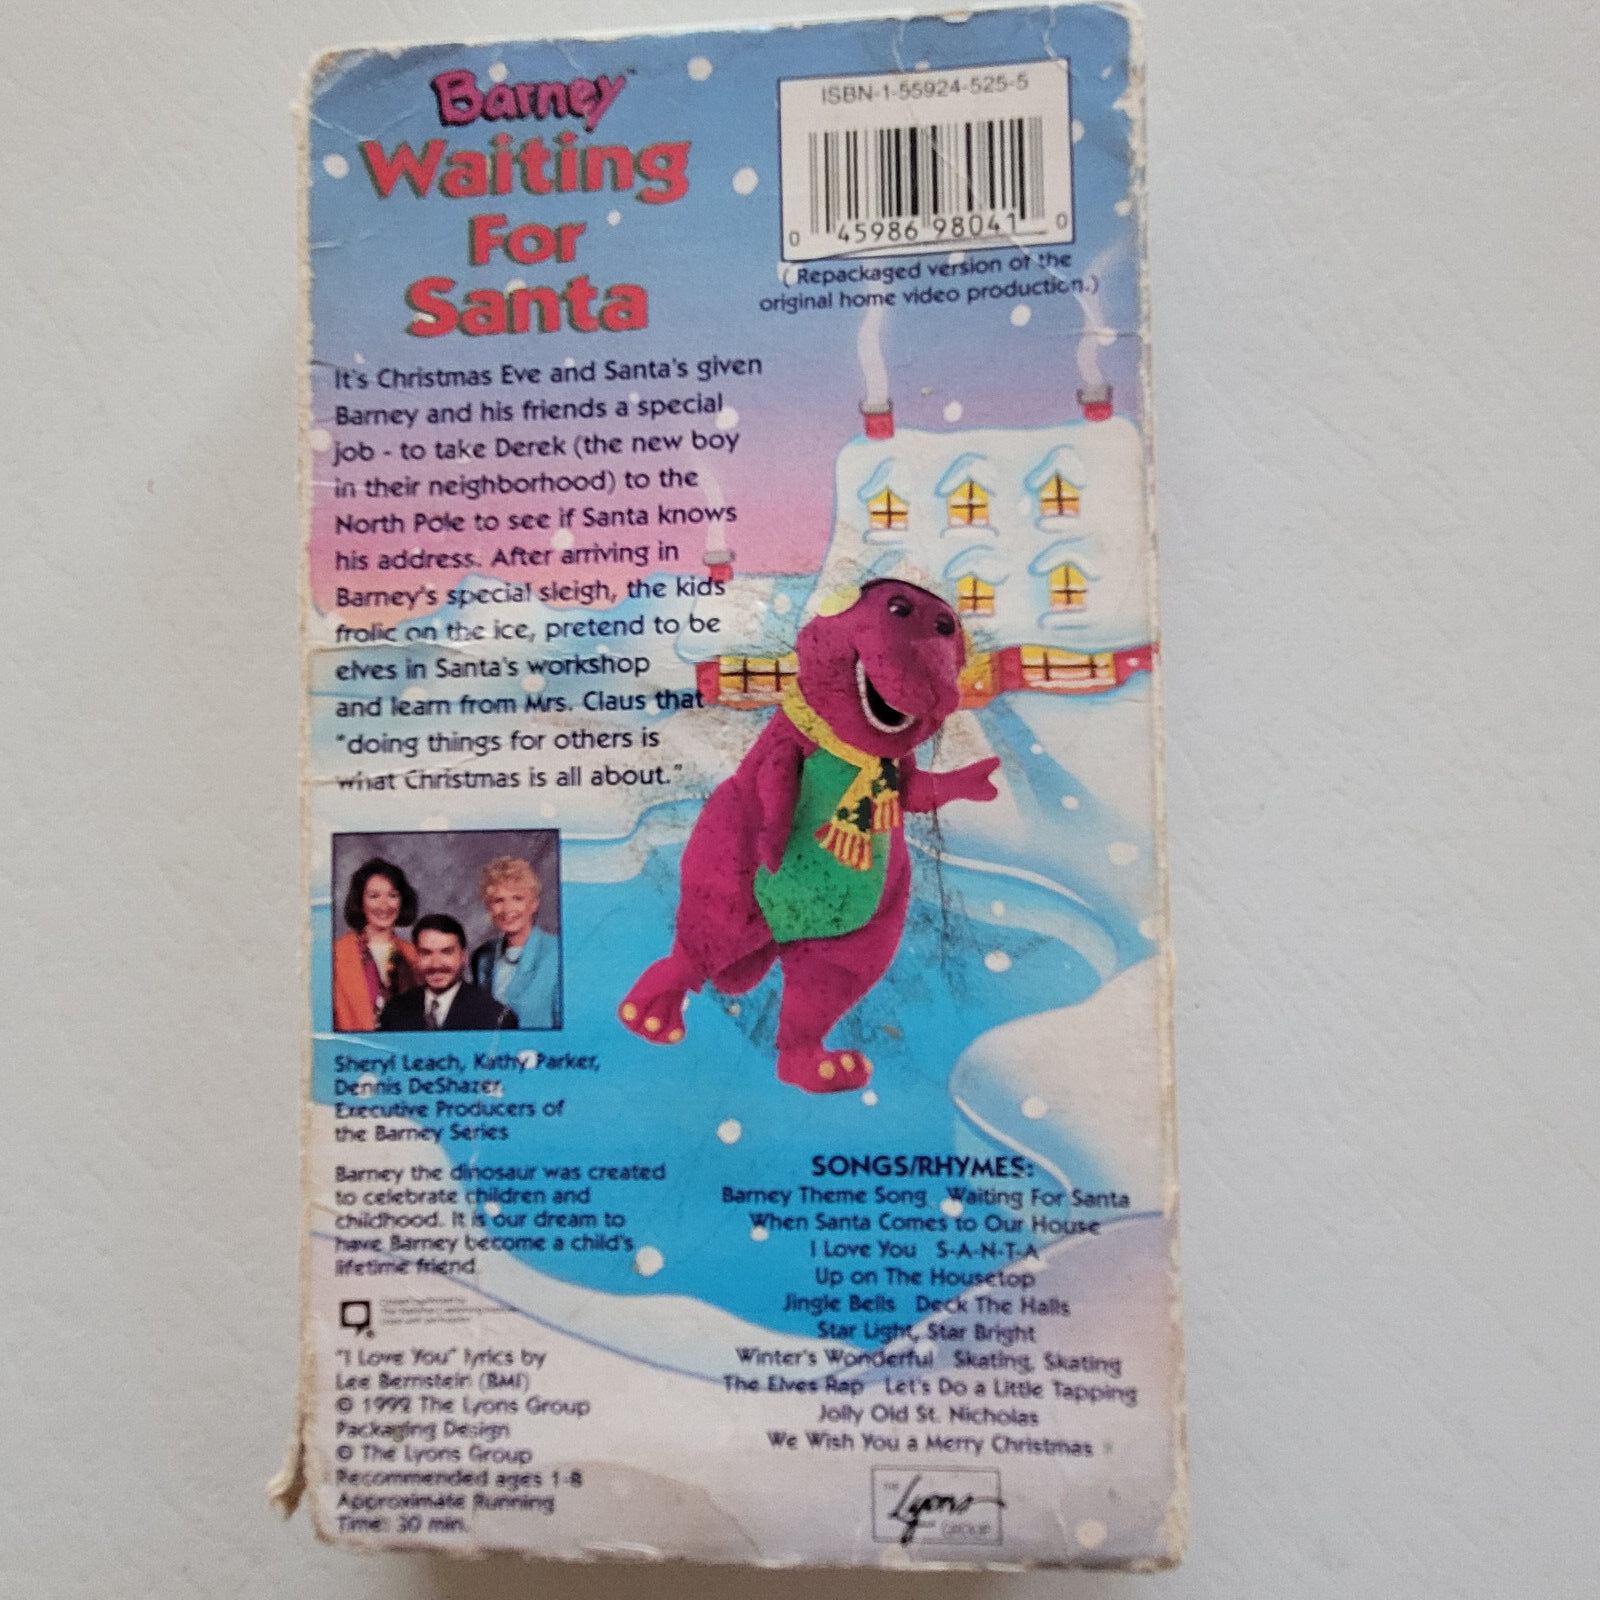 Barney™
Waiting
For
Santa
ISBN-1-55924-525-5
0 45986 98041 0
( Repackaged version of the
original home video production.)
It's Christmas Eve and Santa's given
Barney and his friends a special
job - to take Derek (the new boy
in their neighborhood) to the
North Pole to see if Santa knows
his address. After arriving in
Barney's special sleigh, the kids
frolic on the ice, pretend to be
elves in Santa's workshop
and learn from Mrs. Claus that
"doing things for others is
what Christmas is all about."
Sheryl Leach, Kathy Parker,
Dennis DeShazer,
Executive Producers of
the Barney Series
Barney the dinosaur was created
to celebrate children and
childhood. It is our dream to
have Barney become a child's
lifetime friend.
"I Love You" lyrics by
Lee Bernstein (BMI)
© 1992 The Lyons Group
Packaging Design
© The Lyons Group
Recommended ages 1-8
Approximate Running
Time: 30 min.
SONGS/RHYMES:
Barney Theme Song Waiting For Santa
When Santa Comes to Our House
I Love You S-A-N-T-A
Up on The Housetop
Jingle Bells Deck The Halls
Star Light, Star Bright
Winter's Wonderful Skating, Skating
The Elves Rap Let's Do a Little Tapping
Jolly Old St. Nicholas
We Wish You a Merry Christmas
THE
Lyons
GROUP